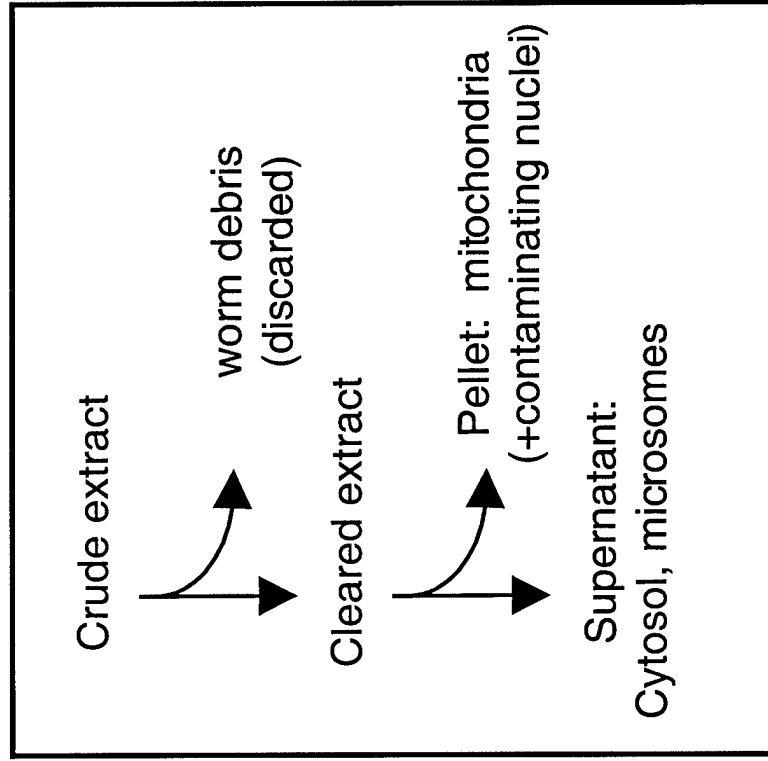 Crude extract
worm debris
(discarded)
Cleared extract
Pellet: mitochondria
(+contaminating nuclei)
Supernatant:
Cytosol, microsomes